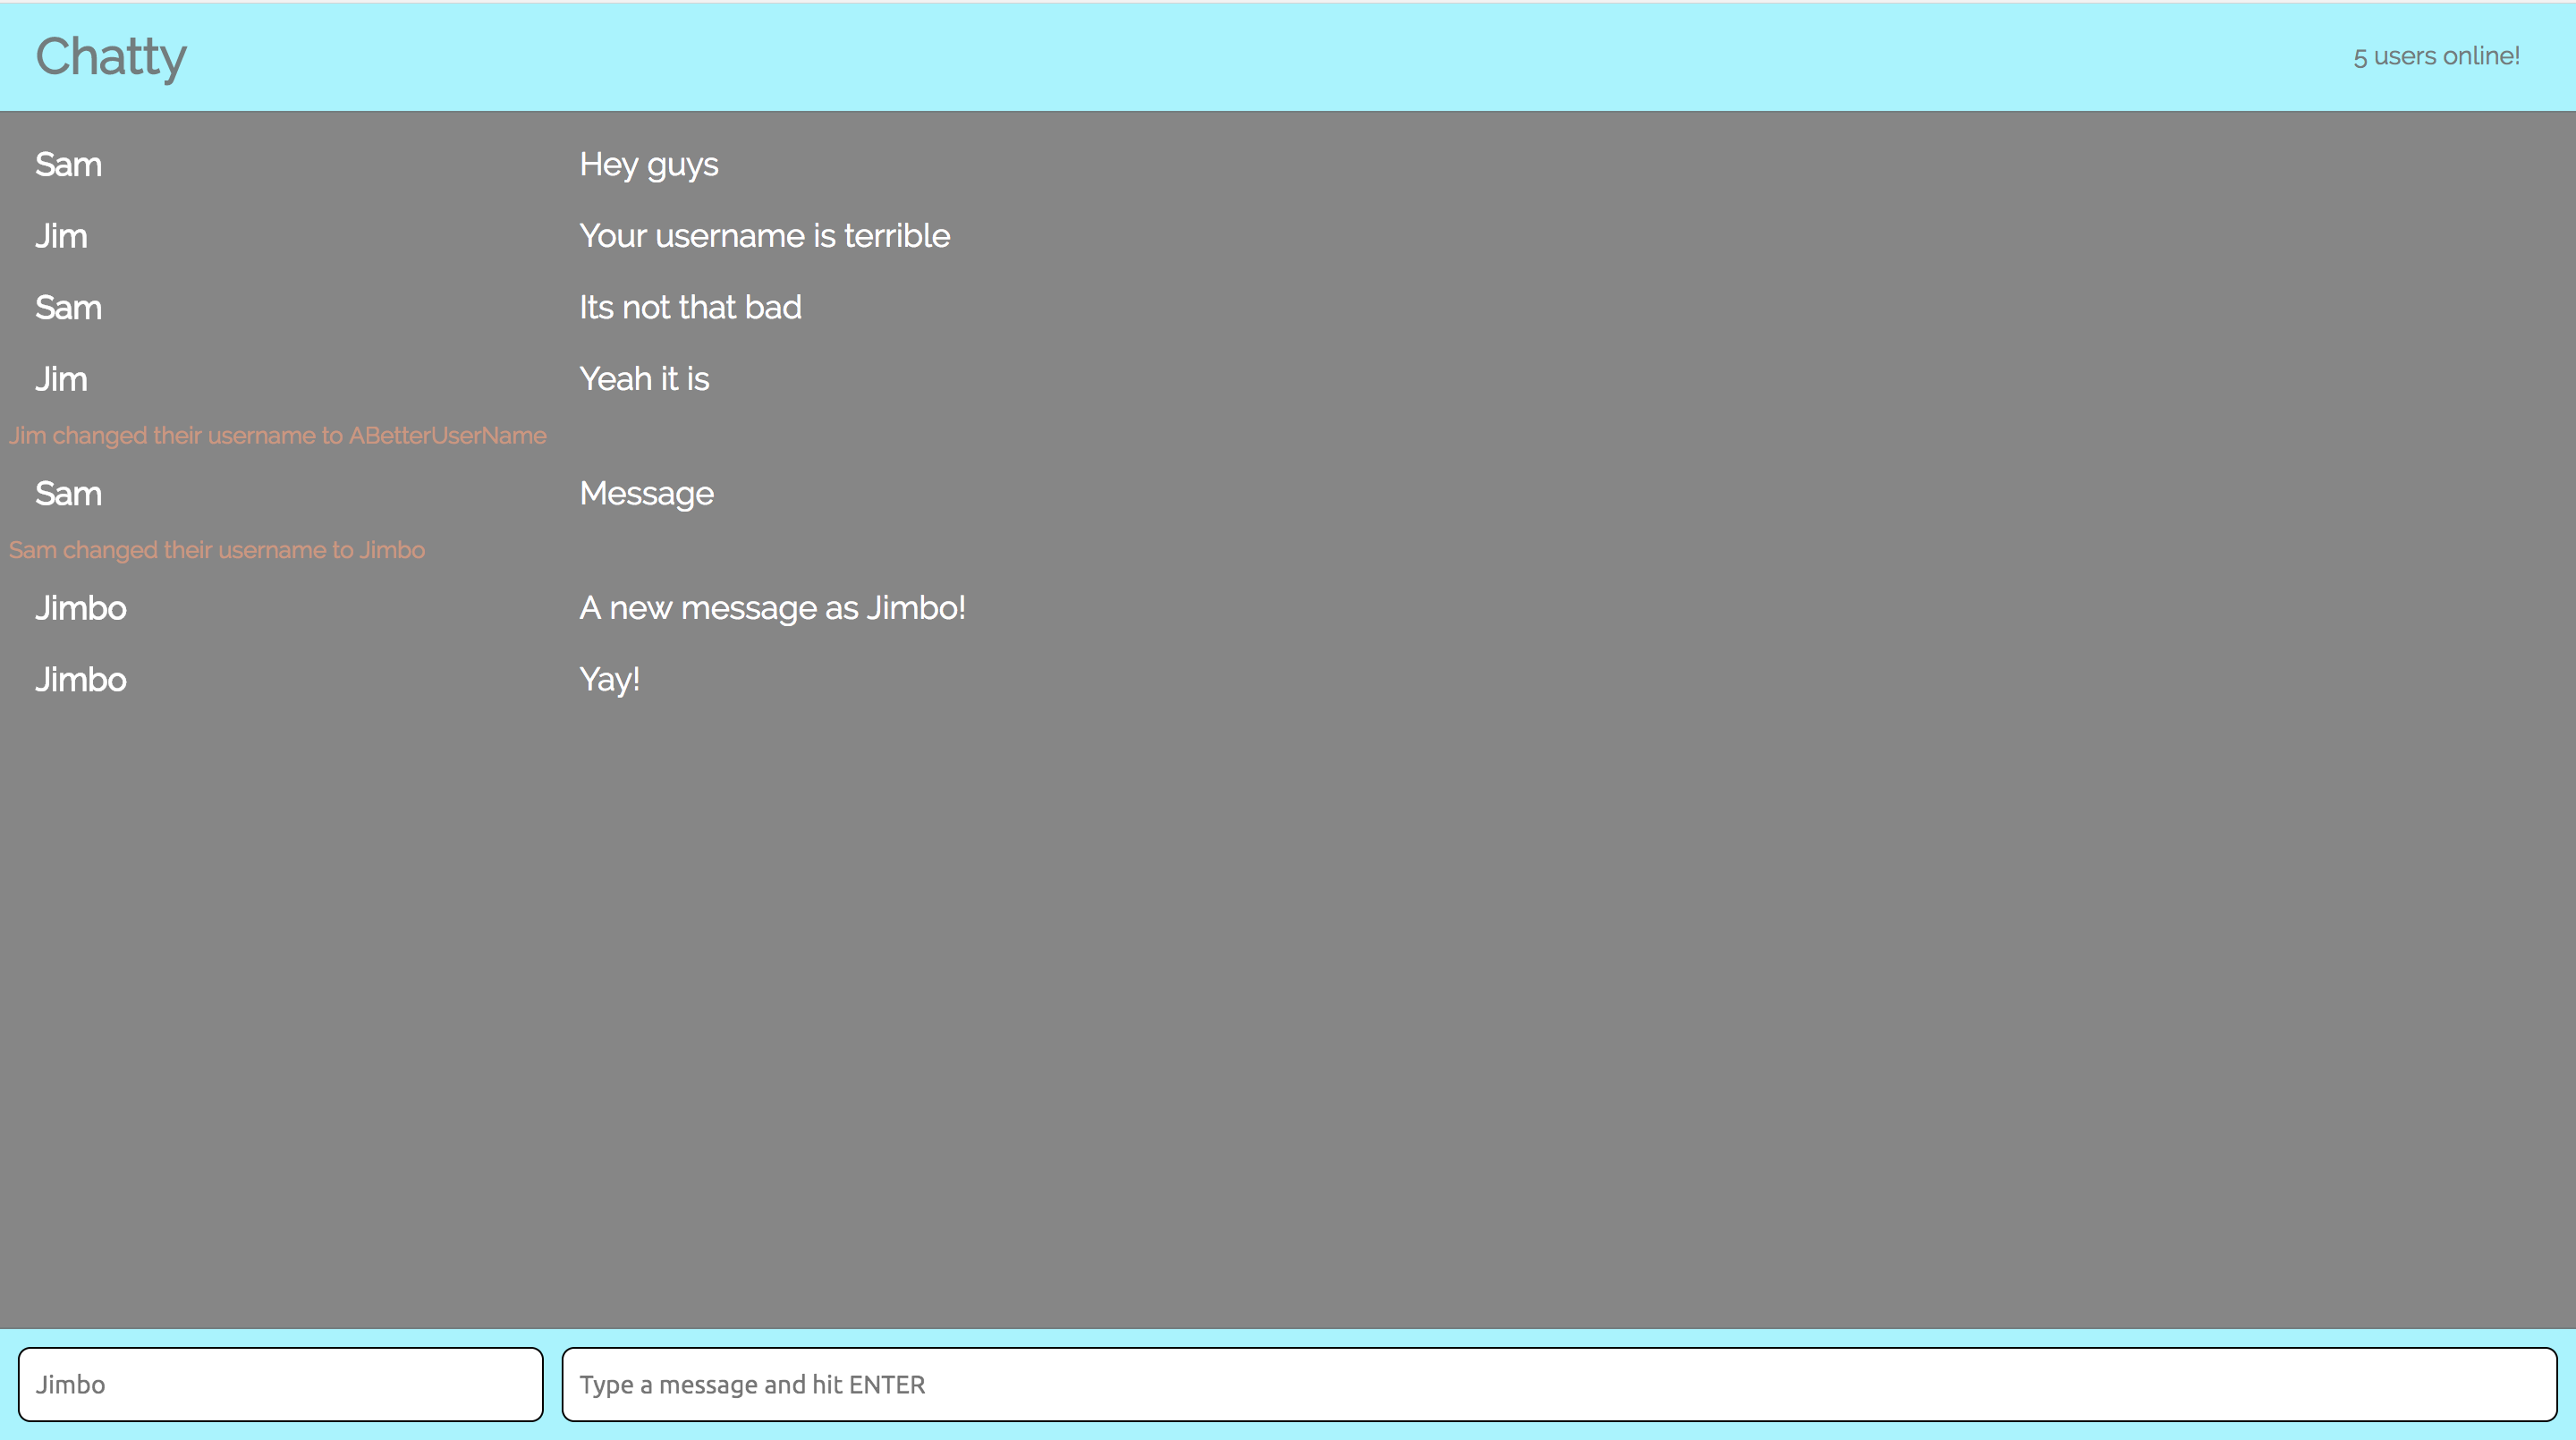 Chatty 5 users online!
Sam Hey guys
Jim Your username is terrible
Sam Its not that bad
Jim Yeah it is
Jim changed their username to ABetterUserName
Sam Message
Sam changed their username to Jimbo
Jimbo A new message as Jimbo!
Jimbo Yay!
Jimbo Type a message and hit ENTER